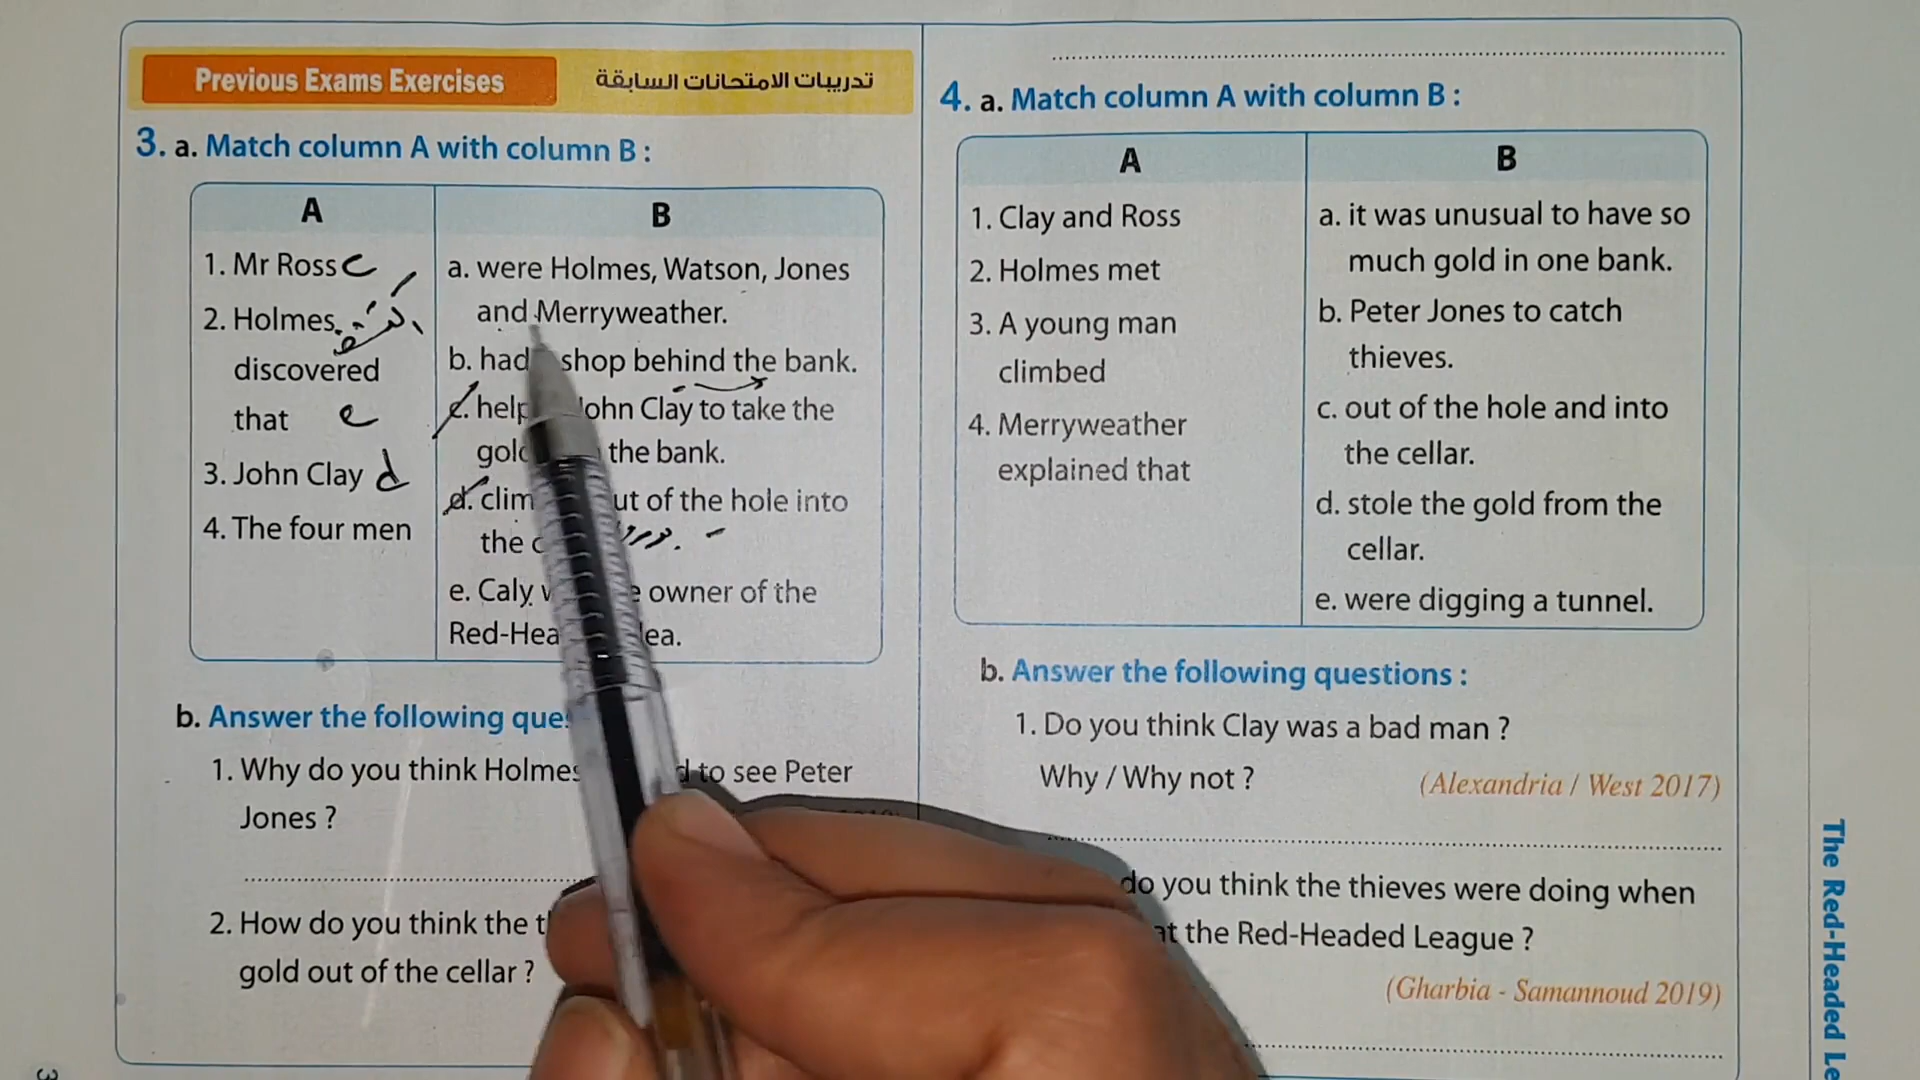 Previous Exams Exercises
تدريبات الامتحانات السابقة
3. a. Match column A with column B :
A
B
1. Mr Ross c
2. Holmes
discovered
that e
3. John Clay d
4. The four men
a. were Holmes, Watson, Jones
and Merryweather.
b. had shop behind the bank.
c. help John Clay to take the
gold the bank.
d. clim out of the hole into
the
e. Caly owner of the
Red-Hea
b. Answer the following ques
1. Why do you think Holmes to see Peter
Jones ?
2. How do you think the
gold out of the cellar ?
4. a. Match column A with column B :
A
B
1. Clay and Ross
2. Holmes met
3. A young man
climbed
4. Merryweather
explained that
a. it was unusual to have so
much gold in one bank.
b. Peter Jones to catch
thieves.
c. out of the hole and into
the cellar.
d. stole the gold from the
cellar.
e. were digging a tunnel.
b. Answer the following questions :
1. Do you think Clay was a bad man ?
Why / Why not ?
(Alexandria / West 2017)
do you think the thieves were doing when
at the Red-Headed League ?
(Gharbia - Samannoud 2019)
The Red-Headed Le
3